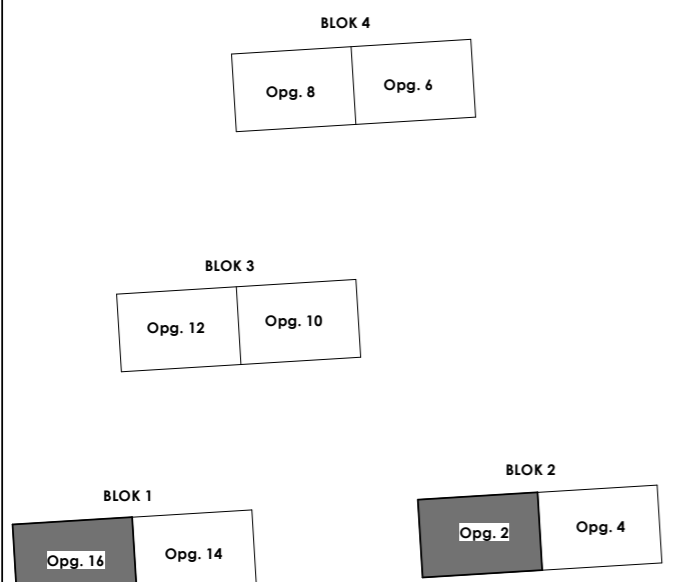 BLOK 4
Opg. 8
Opg. 6
BLOK 3
Opg. 12
Opg. 10
BLOK 2
Opg. 2
Opg. 4
BLOK 1
Opg. 16
Opg. 14